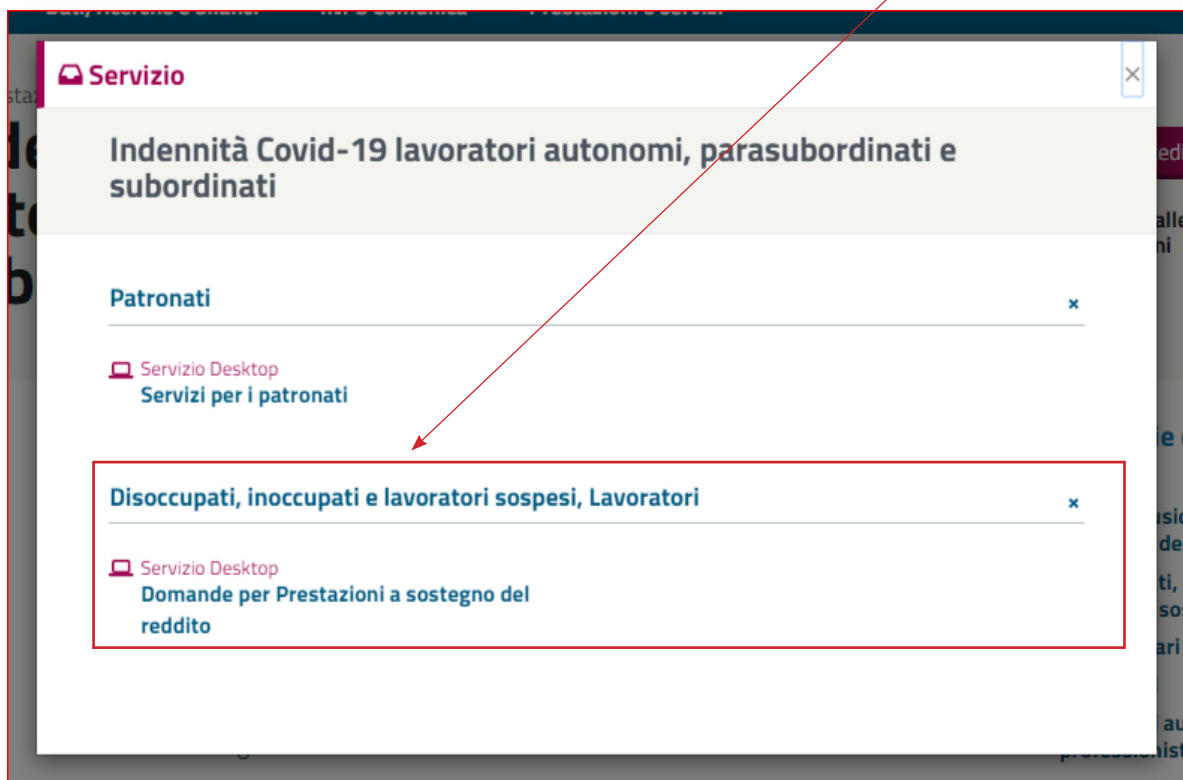 Servizio
Indennità Covid-19 lavoratori autonomi, parasubordinati e
subordinati
Patronati
Servizio Desktop
Servizi per i patronati
Disoccupati, inoccupati e lavoratori sospesi, Lavoratori
Servizio Desktop
Domande per Prestazioni a sostegno del
reddito